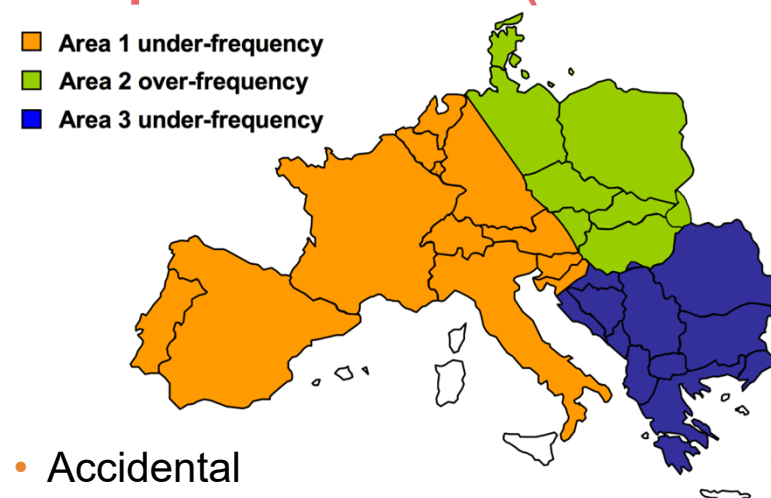 Area 1 under-frequency
Area 2 over-frequency
Area 3 under-frequency
• Accidental